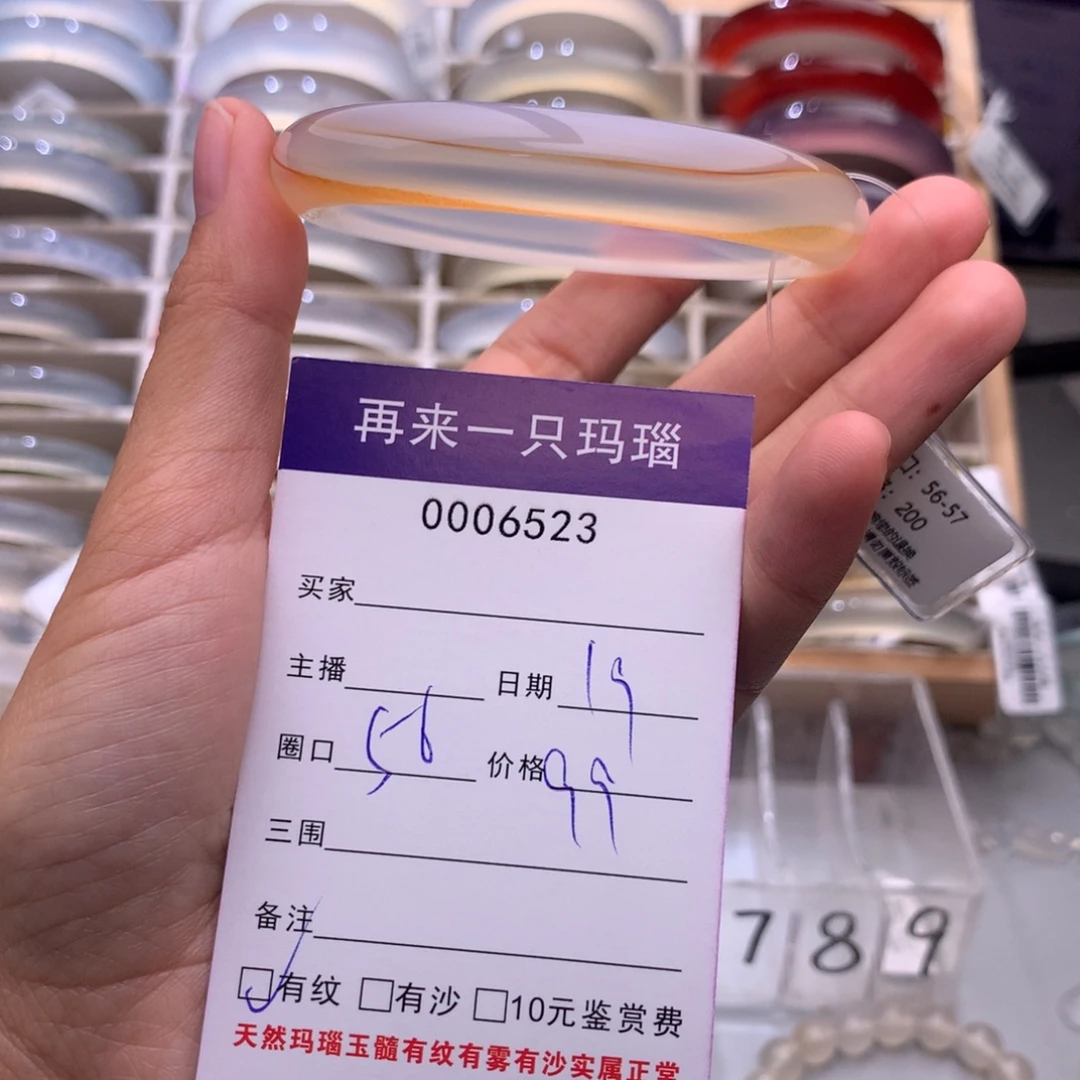 再来一只玛瑙
0006523
买家
主播 日期 19
圈口 56 价格 99
三围
备注
有纹 有沙 10元鉴赏费
天然玛瑙玉髓有纹有雾有沙实属正常
口: 56-57
: 200
7 8 9